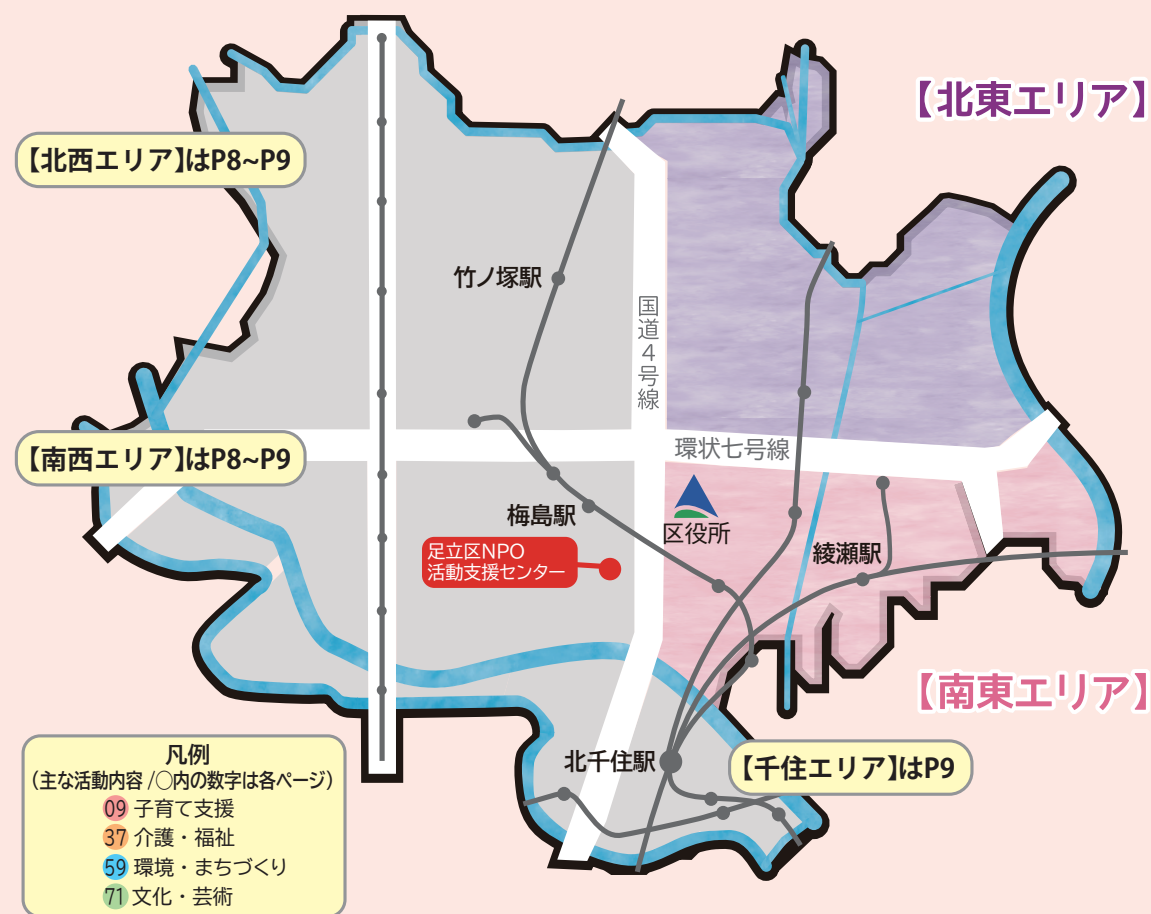 【北東エリア】
【北西エリア】はP8~P9
竹ノ塚駅
国道4号線
【南西エリア】はP8~P9
環状七号線
梅島駅
区役所
足立区NPO
活動支援センター
綾瀬駅
【南東エリア】
北千住駅
【千住エリア】はP9
凡例
(主な活動内容 /○内の数字は各ページ)
09 子育て支援
37 介護・福祉
59 環境・まちづくり
71 文化・芸術